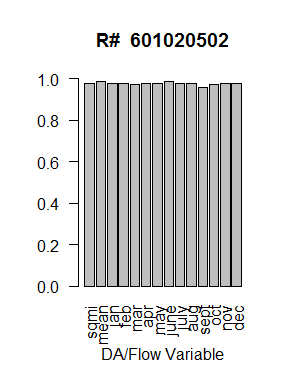 R#  601020502
1.0
0.8
0.6
0.4
0.2
0.0
sqmi
mean
jan
feb
mar
apr
may
june
july
aug
sept
oct
nov
dec
DA/Flow Variable